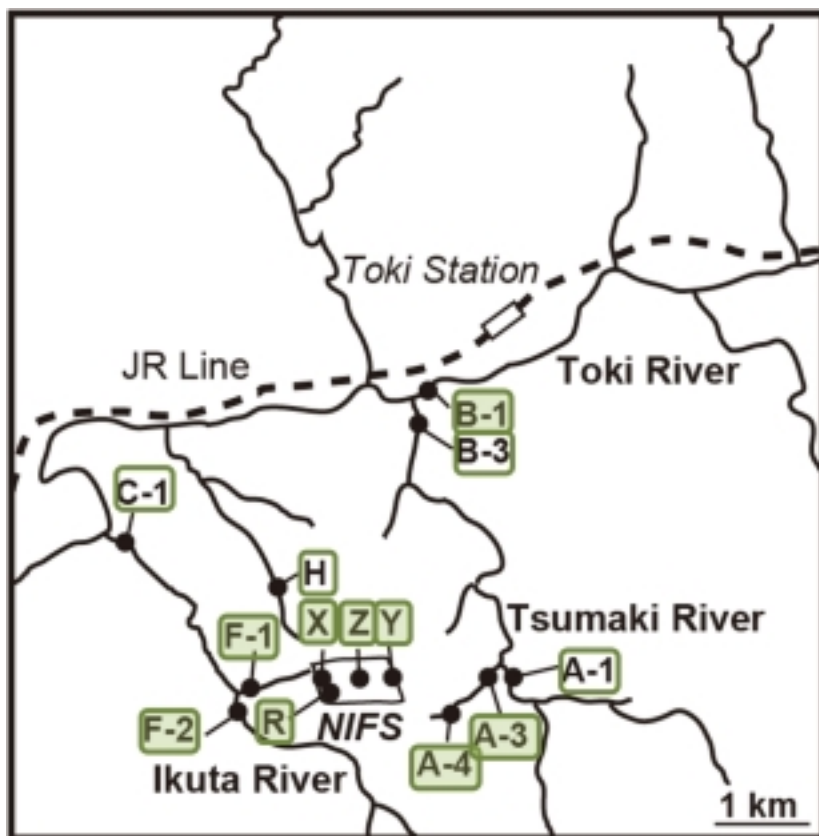 Toki Station
JR Line
Toki River
B-1
B-3
C-1
H
X
Z
Y
Tsumaki River
F-1
A-1
R
NIFS
F-2
A-3
A-4
Ikuta River
1 km